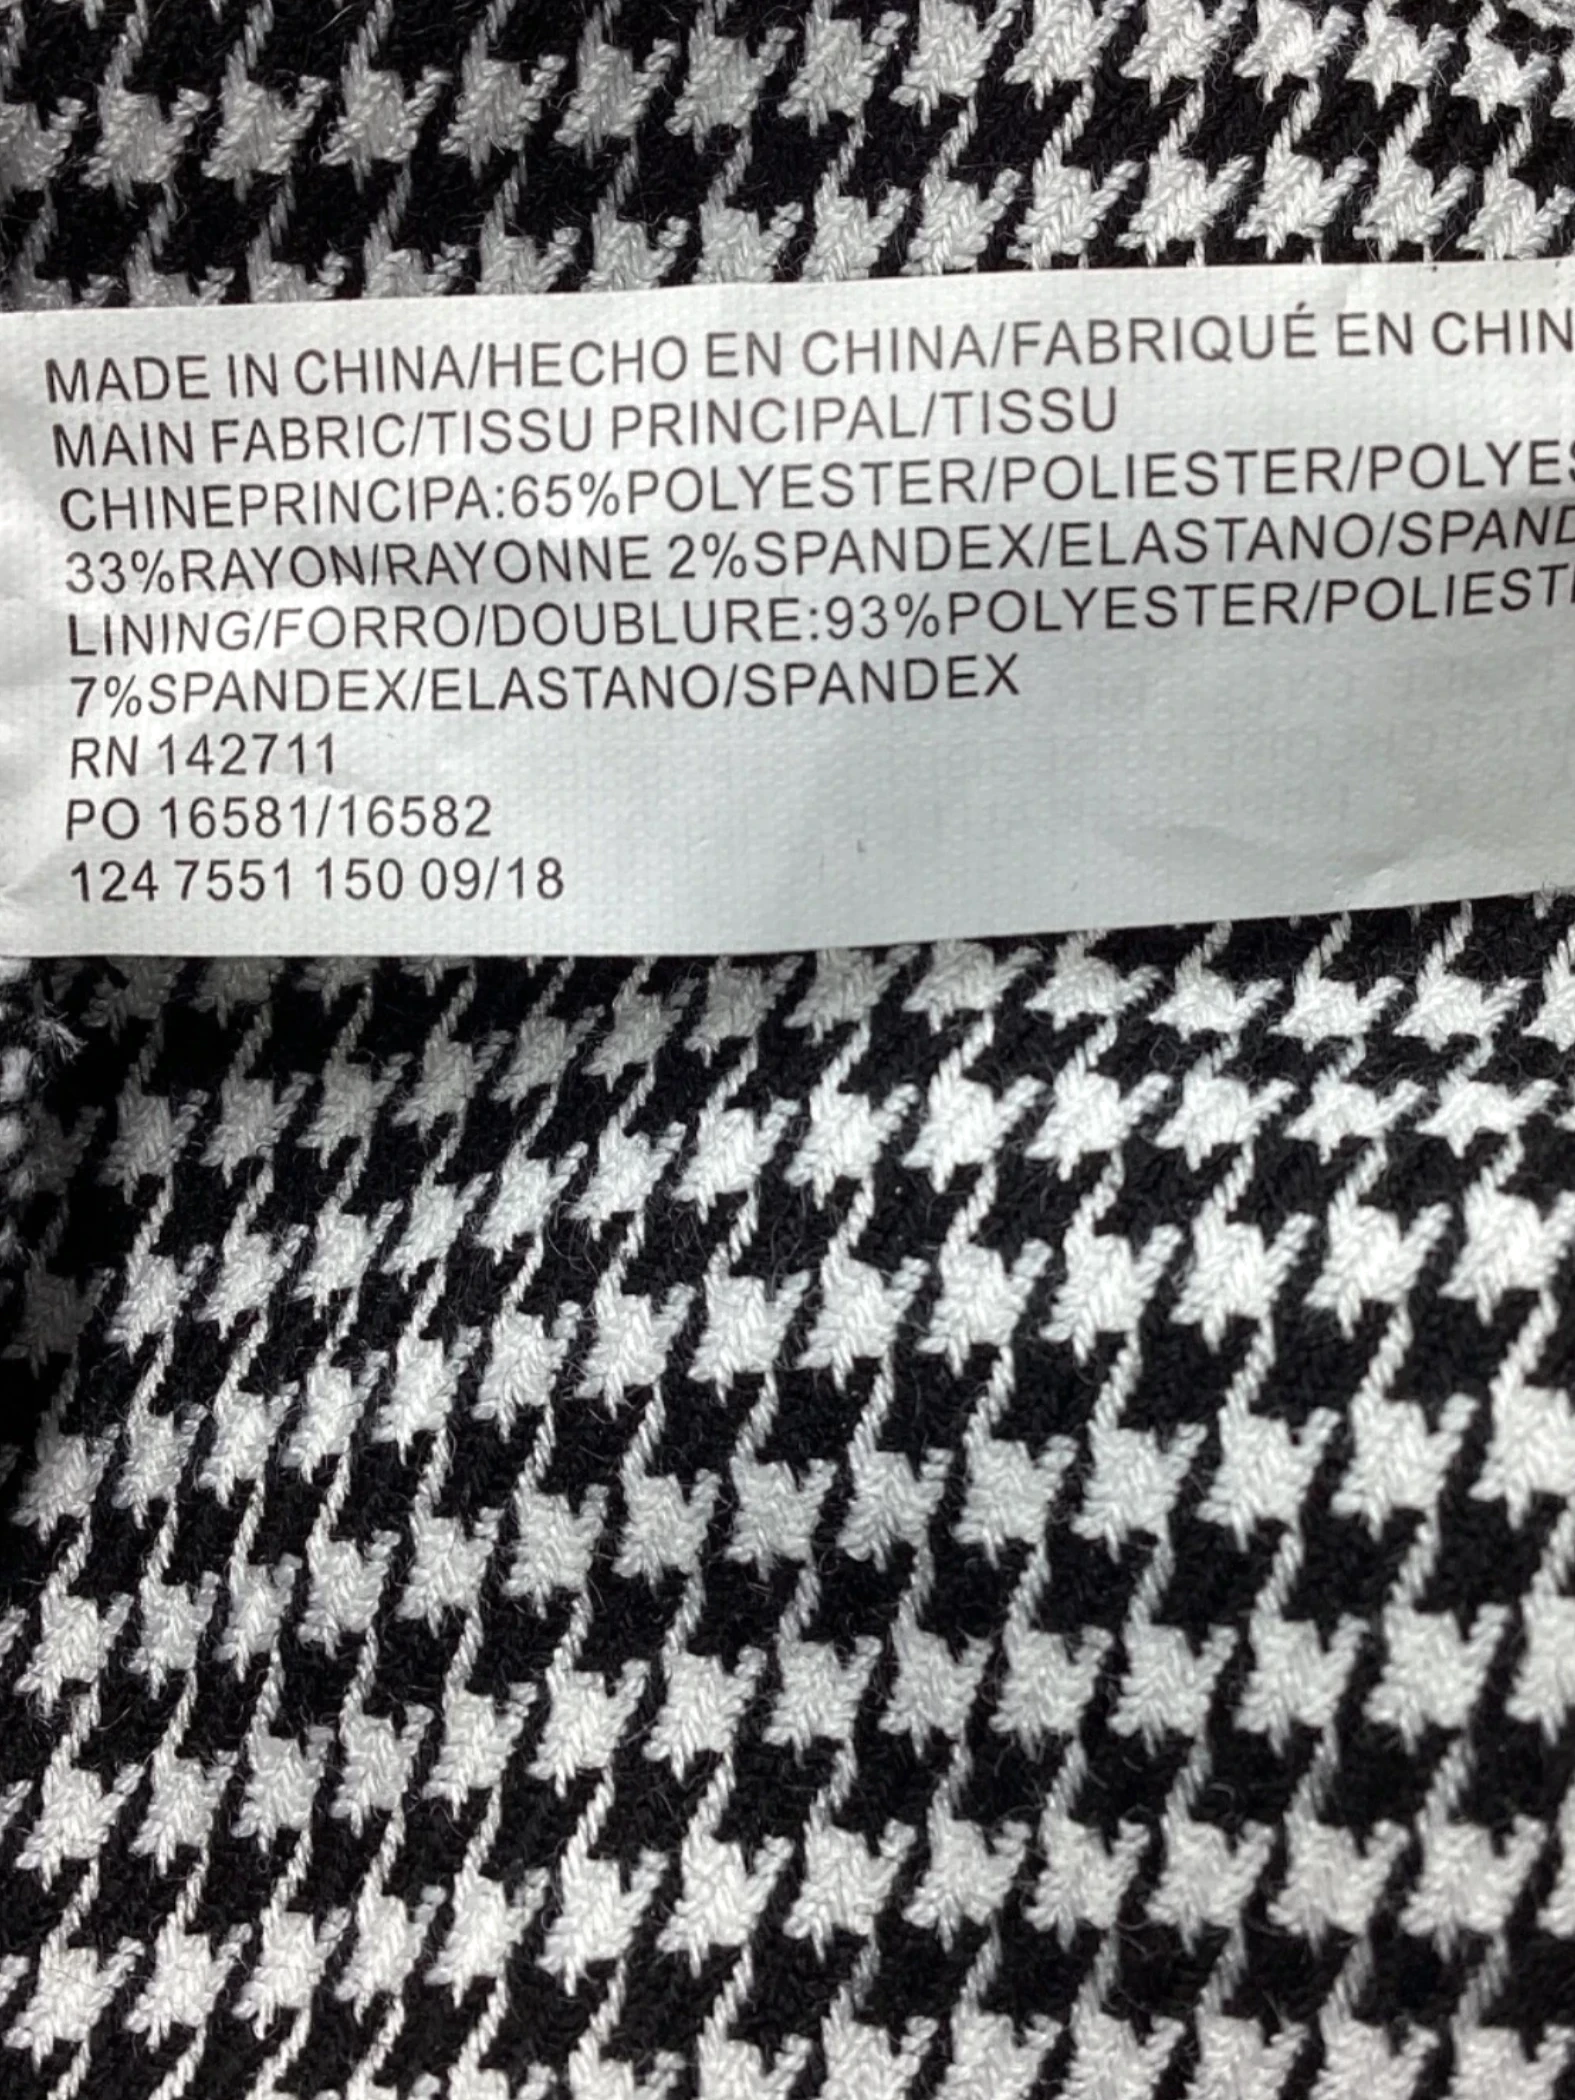 MADE IN CHINA/HECHO EN CHINA/FABRIQUÉ EN CHIN
MAIN FABRIC/TISSU PRINCIPAL/TISSU
CHINEPRINCIPA:65%POLYESTER/POLIESTER/POLYES
33%RAYON/RAYONNE 2%SPANDEX/ELASTANO/SPAND
LINING/FORRO/DOUBLURE:93%POLYESTER/POLIEST
7%SPANDEX/ELASTANO/SPANDEX
RN 142711
PO 16581/16582
124 7551 150 09/18